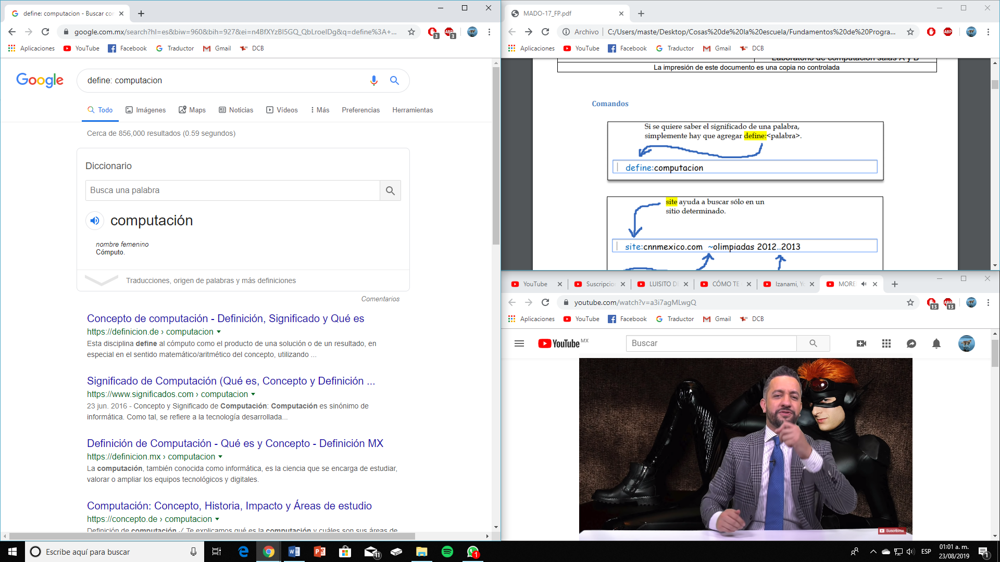 define: computacion - Buscar co
google.com.mx/search?hl=es&biw=960&bih=927&ei=n4BfXYzBI5GQ_QbLroeIDg&q=define%3A+...
3
ABP
3
Aplicaciones
YouTube
Facebook
Traductor
Gmail
DCB
Google
define: computacion
Todo
Imágenes
Maps
Noticias
Vídeos
Más
Preferencias
Herramientas
Cerca de 856,000 resultados (0.59 segundos)
Diccionario
Busca una palabra
computación
nombre femenino
Cómputo.
Traducciones, origen de palabras y más definiciones
Comentarios
Concepto de computación - Definición, Significado y Qué es
https://definicion.de › computacion
Esta disciplina define al cómputo como el producto de una solución o de un resultado, en
especial en el sentido matemático/aritmético del concepto, utilizando ...
Significado de Computación (Qué es, Concepto y Definición ...
https://www.significados.com › computacion
23 jun. 2016 - Concepto y Significado de Computación: Computación es sinónimo de
informática. Como tal, se refiere a la tecnología desarrollada...
Definición de Computación - Qué es y Concepto - Definición MX
https://definicion.mx › computacion
La computación, también conocida como informática, es la ciencia que se encarga de estudiar,
valorar o ampliar los equipos tecnológicos y digitales.
Computación: Concepto, Historia, Impacto y Áreas de estudio
https://concepto.de › computacion
Definición de computación ✓ Te explicamos qué es la computación y cuáles son sus áreas de
MADO-17_FP.pdf
Archivo
C:/Users/maste/Desktop/Cosas%20de%20la%20escuela/Fundamentos%20de%20Progra...
ABP
Aplicaciones
YouTube
Facebook
Traductor
Gmail
DCB
Laboratorio de computación salas A y B
La impresión de este documento es una copia no controlada
Comandos
Si se quiere saber el significado de una palabra,
simplemente hay que agregar define:<palabra>.
define:computacion
site ayuda a buscar sólo en un
sitio determinado.
site:cnnmexico.com ~olimpiadas 2012..2013
YouTube
Suscripcio
LUISITO
CÓMO TE
Izanami,
MORE
youtube.com/watch?v=a3i7agMLwgQ
13
ABP
13
Aplicaciones
YouTube
Facebook
Traductor
Gmail
DCB
YouTube MX
Buscar
Suscribirse
Escribe aquí para buscar
11
1
ESP
01:01 a. m.
23/08/2019
1